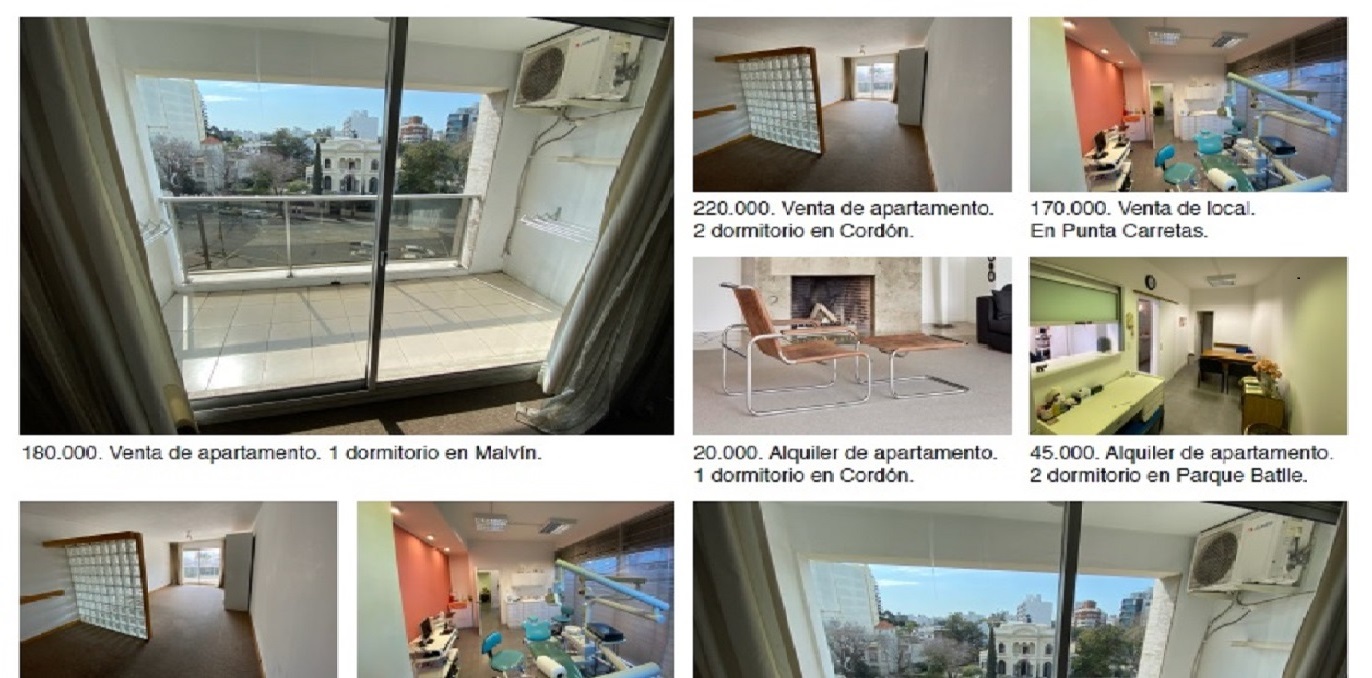 220.000. Venta de apartamento.
2 dormitorio en Cordón.
170.000. Venta de local.
En Punta Carretas.
180.000. Venta de apartamento. 1 dormitorio en Malvín.
20.000. Alquiler de apartamento.
1 dormitorio en Cordón.
45.000. Alquiler de apartamento.
2 dormitorio en Parque Batlle.